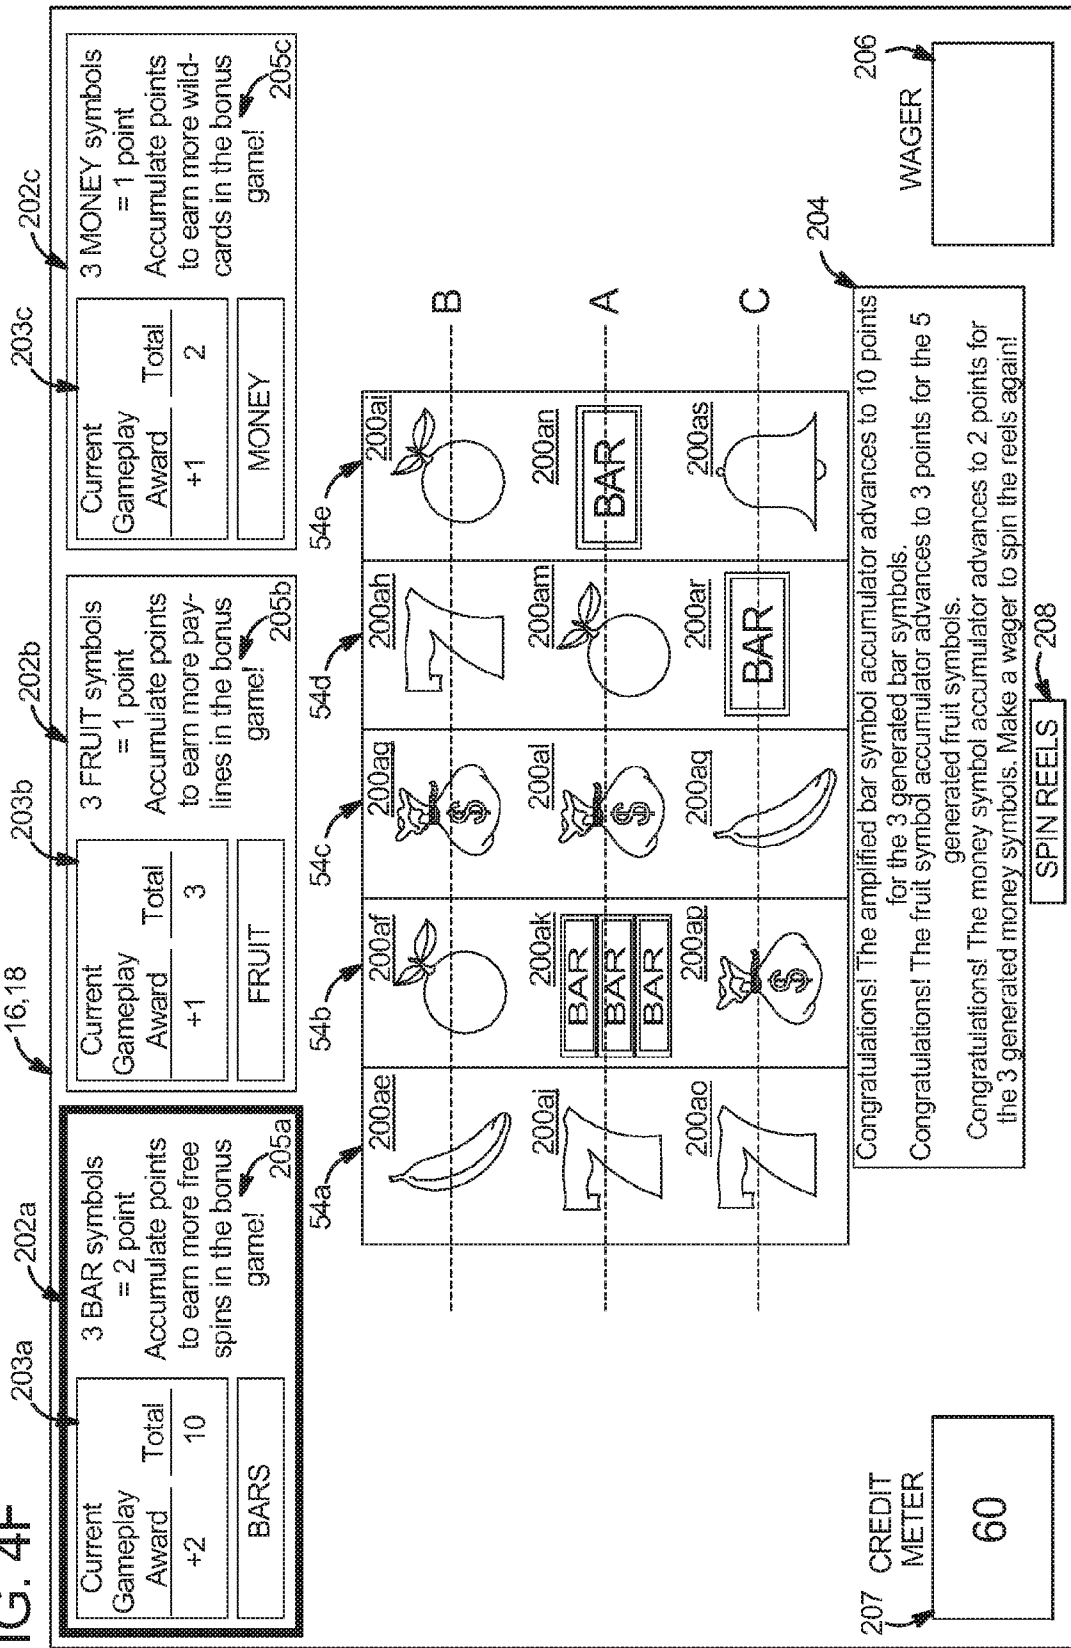 IG. 4F
16,18
203a
202a
Current
Gameplay
Award
Total
+2
10
BARS
3 BAR symbols
= 2 point
Accumulate points
to earn more free
spins in the bonus
game!
205a
203b
202b
Current
Gameplay
Award
Total
+1
3
FRUIT
3 FRUIT symbols
= 1 point
Accumulate points
to earn more pay-
lines in the bonus
game!
205b
203c
202c
Current
Gameplay
Award
Total
+1
2
MONEY
3 MONEY symbols
= 1 point
Accumulate points
to earn more wild-
cards in the bonus
game!
205c
54a
54b
54c
54d
54e
200ae
200af
200ag
$
200ah
200ai
B
200aj
200ak
BAR
BAR
BAR
200al
$
200am
200an
BAR
A
200ao
200ap
$
200aq
200ar
BAR
200as
C
204
Congratulations! The amplified bar symbol accumulator advances to 10 points
for the 3 generated bar symbols.
Congratulations! The fruit symbol accumulator advances to 3 points for the 5
generated fruit symbols.
Congratulations! The money symbol accumulator advances to 2 points for
the 3 generated money symbols. Make a wager to spin the reels again!
207
CREDIT
METER
60
SPIN REELS
208
WAGER
206